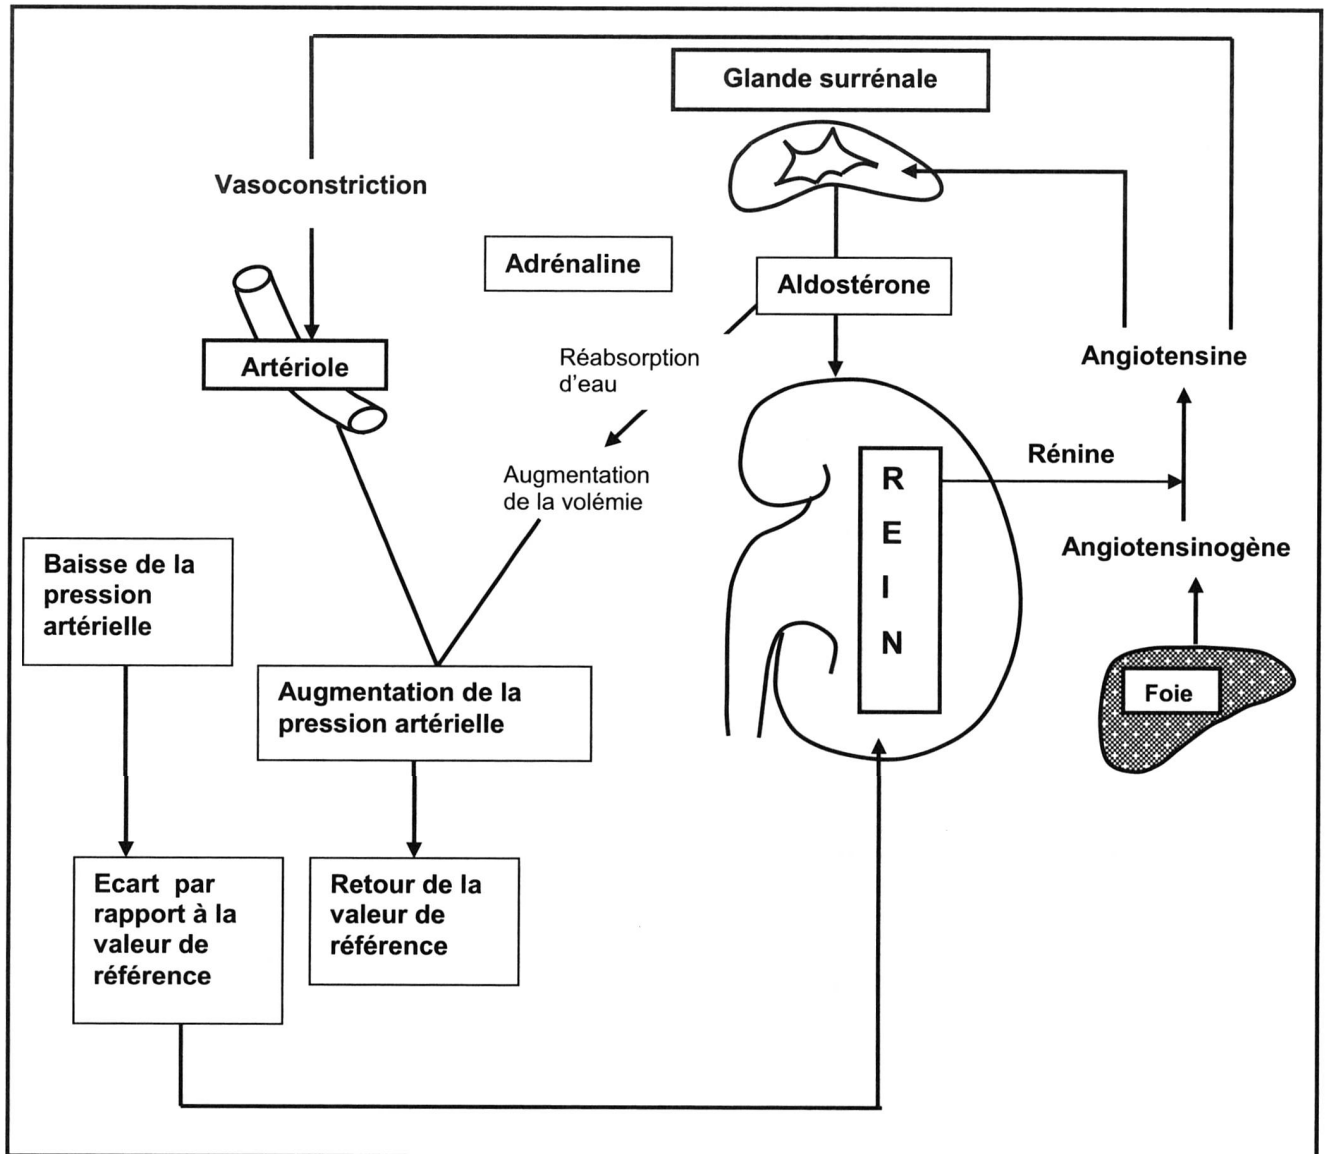 Glande surrénale
Vasoconstriction
Adrénaline
Aldostérone
Artériole
Réabsorption
d'eau
Angiotensine
Rénine
Augmentation
de la volémie
R
E
I
N
Angiotensinogène
Baisse de la
pression
artérielle
Foie
Augmentation de la
pression artérielle
Ecart par
rapport à la
valeur de
référence
Retour de la
valeur de
référence